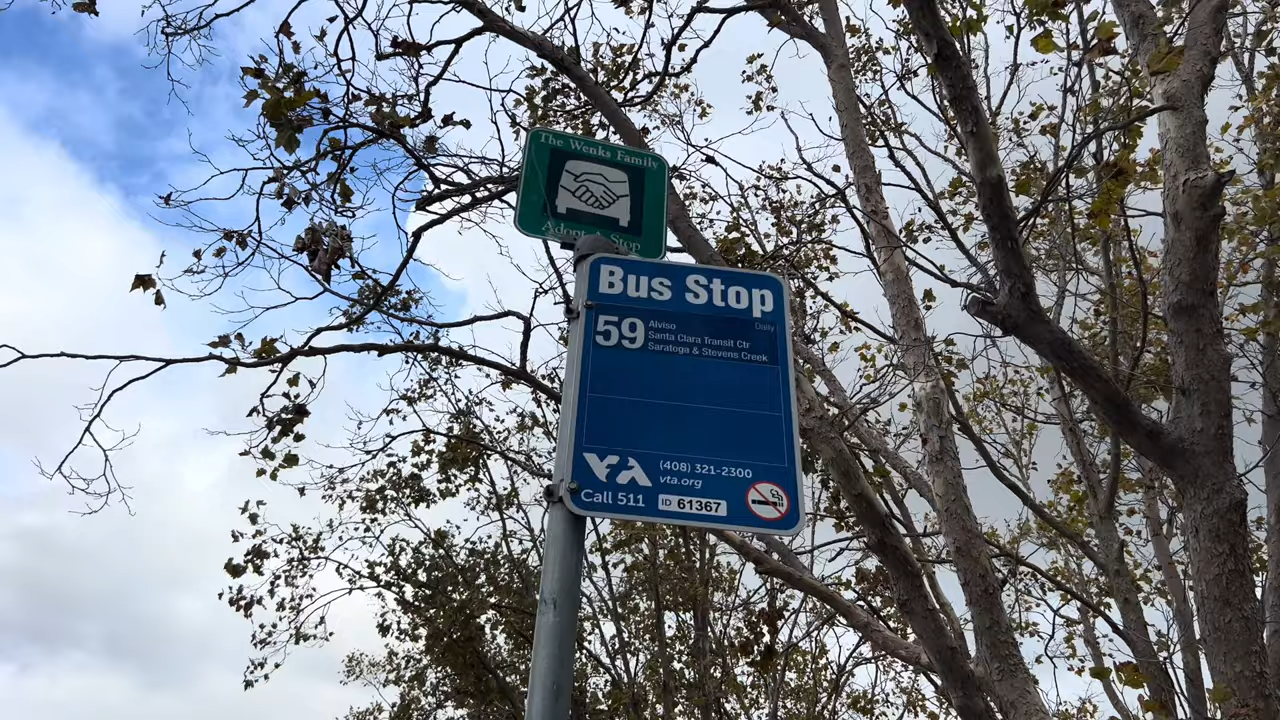 The Wenks Family
Adopt-A-Stop
Bus Stop
59
Alviso
Daily
Santa Clara Transit Ctr
Saratoga & Stevens Creek
VTA
(408) 321-2300
vta.org
Call 511
ID 61367